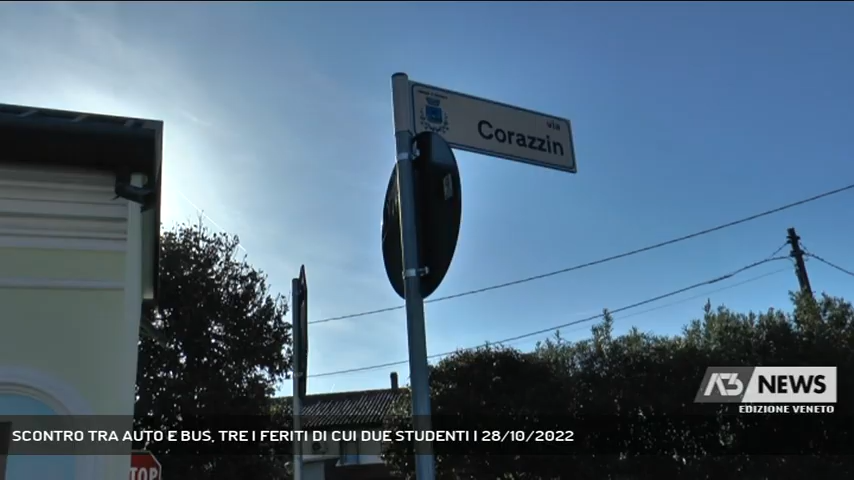 via
Corazzin
A3 NEWS
EDIZIONE VENETO
SCONTRO TRA AUTO E BUS, TRE I FERITI DI CUI DUE STUDENTI | 28/10/2022
STOP